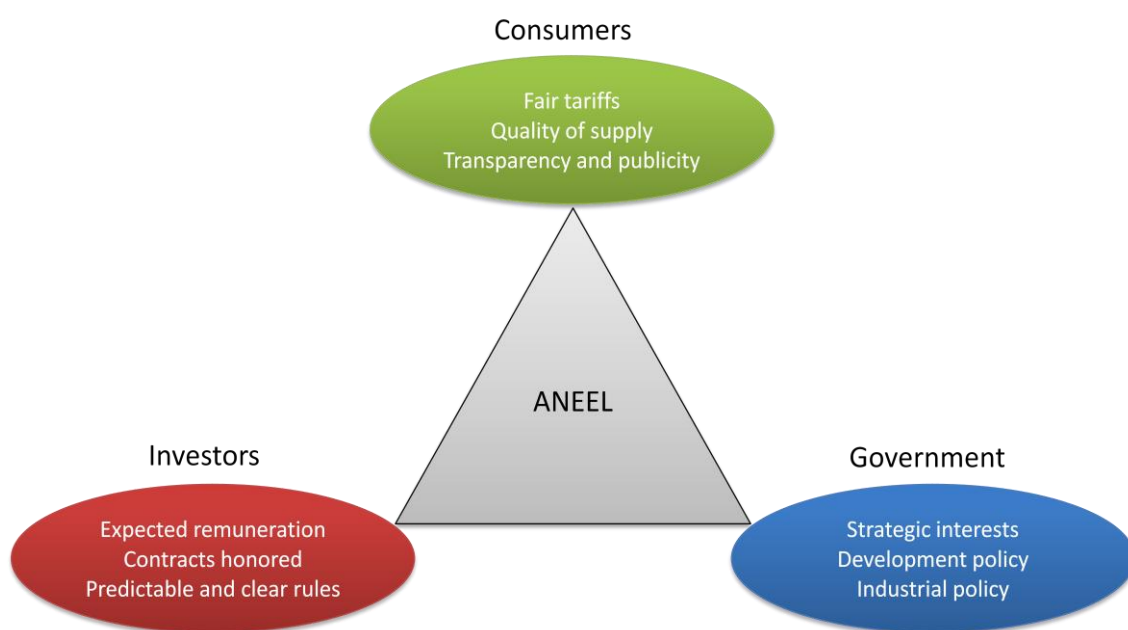 Consumers
Fair tariffs
Quality of supply
Transparency and publicity
ANEEL
Investors
Expected remuneration
Contracts honored
Predictable and clear rules
Government
Strategic interests
Development policy
Industrial policy